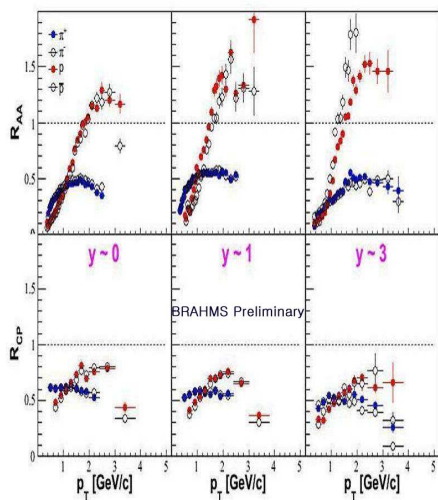 π⁺
π⁻
p
p̅
R_AA
1.5
1
0.5
0
y ~ 0
y ~ 1
y ~ 3
BRAHMS Preliminary
R_CP
1.5
1
0.5
0
1 2 3 4 5
1 2 3 4 5
1 2 3 4 5
p_T [GeV/c]
p_T [GeV/c]
p_T [GeV/c]